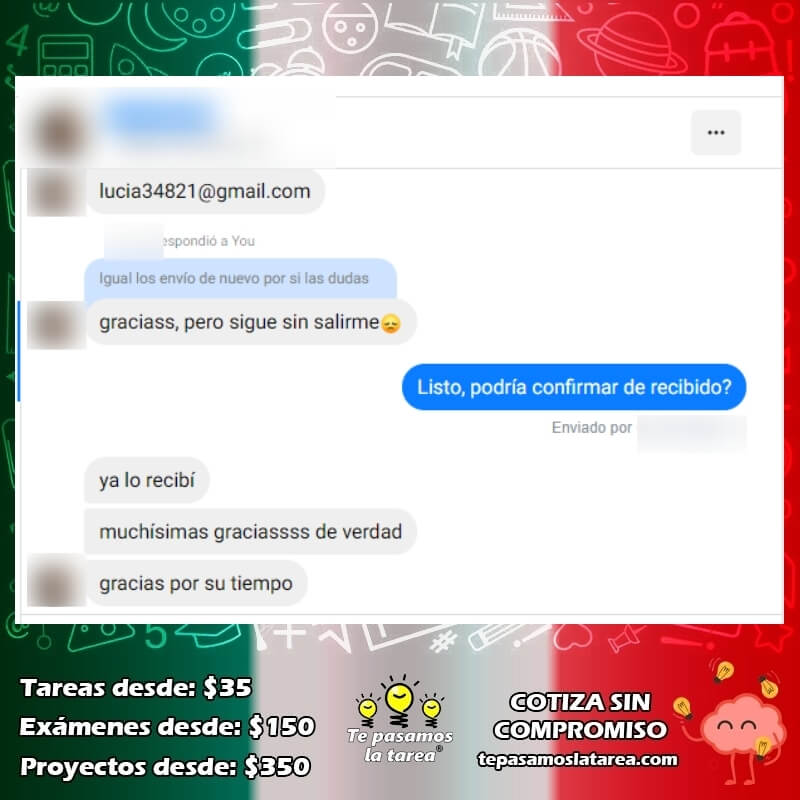 lucia34821@gmail.com
espondió a You
Igual los envío de nuevo por si las dudas
graciass, pero sigue sin salirme😞
Listo, podría confirmar de recibido?
Enviado por
ya lo recibí
muchísimas graciassss de verdad
gracias por su tiempo
Tareas desde: $35
Exámenes desde: $150
Proyectos desde: $350
Te pasamos
la tarea®
COTIZA SIN
COMPROMISO
tepasamoslatarea.com